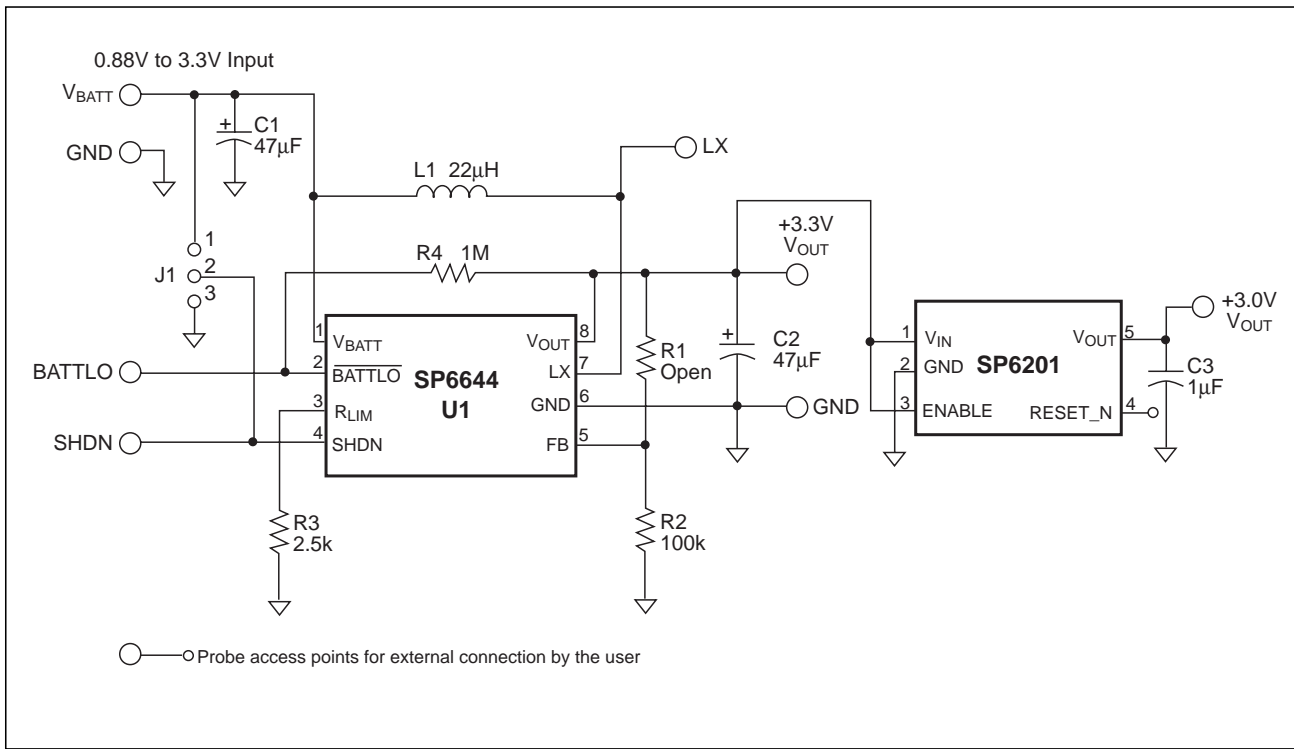 0.88V to 3.3V Input
VBATT
GND
+
C1
47μF
LX
L1 22μH
+3.3V
VOUT
R4 1M
J1
1
2
3
+3.0V
VOUT
1
VBATT
2
BATTLO
3
RLIM
4
SHDN
SP6644
U1
8
VOUT
7
LX
6
GND
5
FB
BATTLO
SHDN
R1
Open
+
C2
47μF
GND
1
VIN
2
GND
3
ENABLE
SP6201
VOUT
5
RESET_N
4
C3
1μF
R3
2.5k
R2
100k
Probe access points for external connection by the user